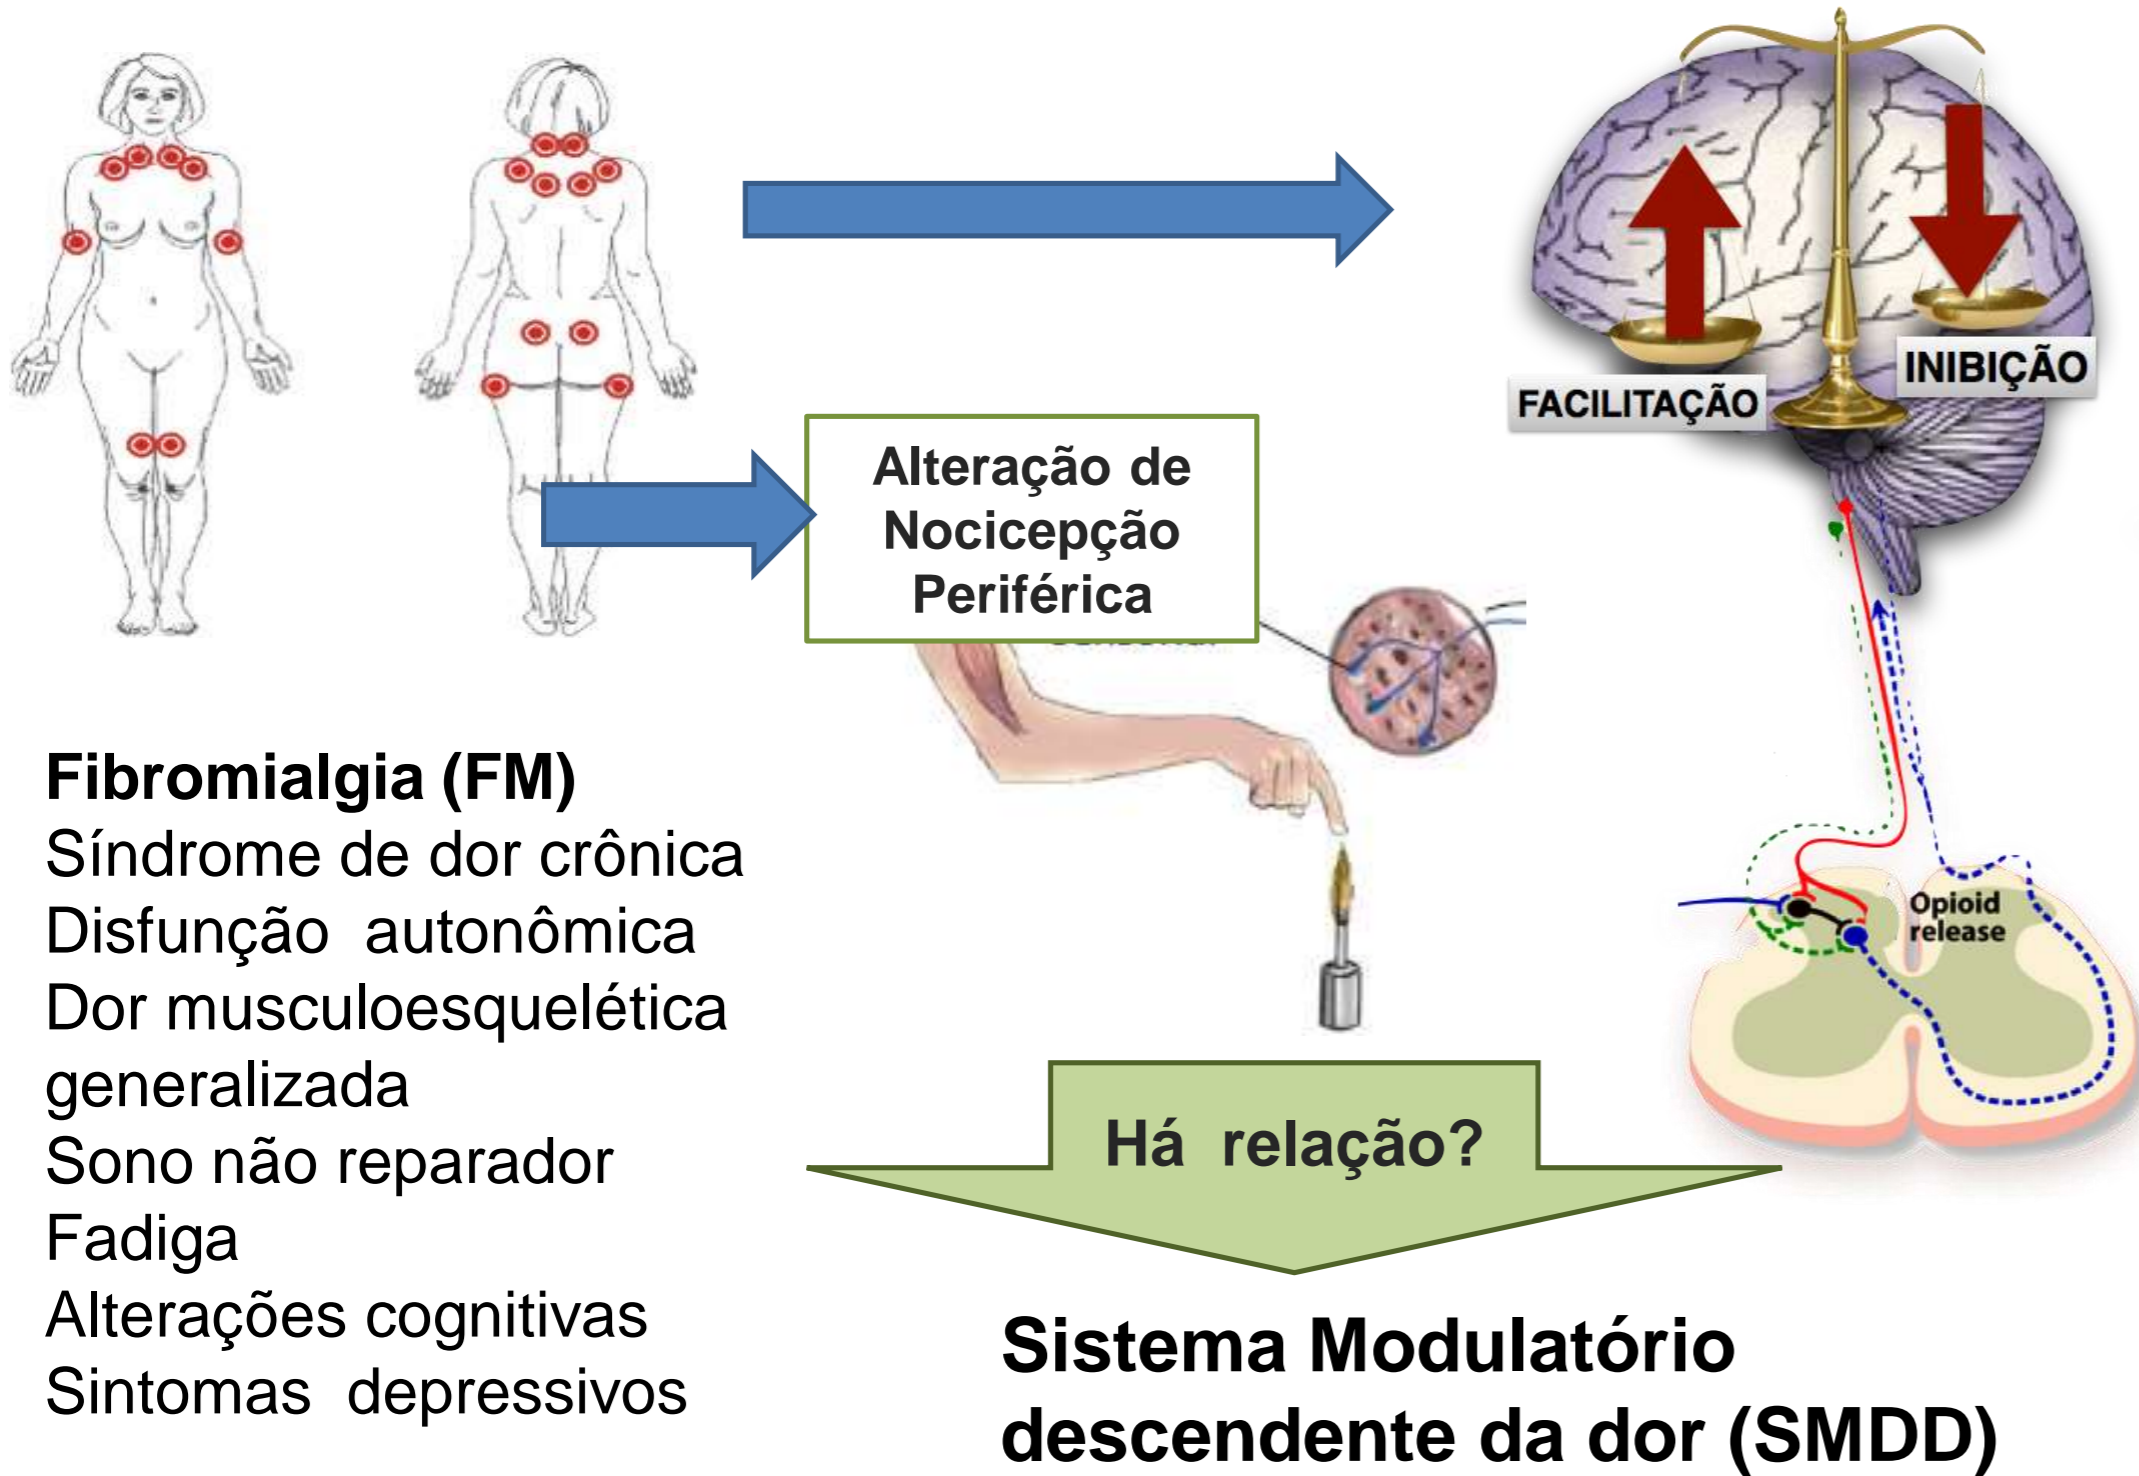 FACILITAÇÃO
INIBIÇÃO
Alteração de
Nocicepção
Periférica
Fibromialgia (FM)
Síndrome de dor crônica
Disfunção autonômica
Dor musculoesquelética
generalizada
Sono não reparador
Fadiga
Alterações cognitivas
Sintomas depressivos
Opioid
release
Há relação?
Sistema Modulatório
descendente da dor (SMDD)